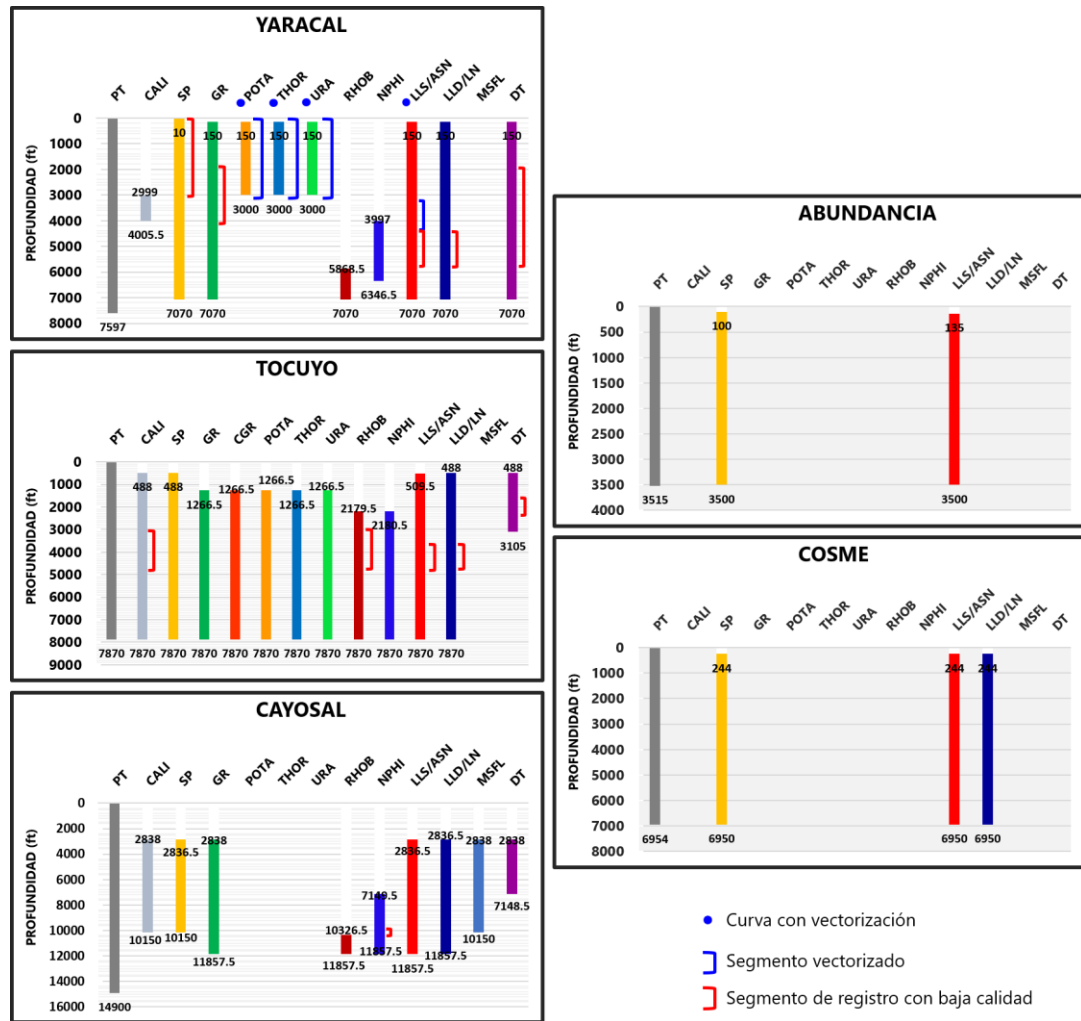 YARACAL
PT CALI SP GR POTA THOR URA RHOB NPHI LLS/ASN LLD/LN MSFL DT
PROFUNDIDAD (ft)
0
1000
2000
3000
4000
5000
6000
7000
8000
10 150 150 150 150 150 150 150
2999
3000 3000 3000
4005.5
3997
5868.5
6346.5
7597 7070 7070 7070 7070 7070 7070
TOCUYO
PT CALI SP GR CGR POTA THOR URA RHOB NPHI LLS/ASN LLD/LN MSFL DT
PROFUNDIDAD (ft)
0
1000
2000
3000
4000
5000
6000
7000
8000
9000
488 488 1266.5 1266.5 1266.5 1266.5 1266.5 2179.5 2180.5 509.5 488 488
3105
7870 7870 7870 7870 7870 7870 7870 7870 7870 7870 7870 7870
CAYOSAL
PT CALI SP GR POTA THOR URA RHOB NPHI LLS/ASN LLD/LN MSFL DT
PROFUNDIDAD (ft)
0
2000
4000
6000
8000
10000
12000
14000
16000
2838 2836.5 2838 10326.5 7149.5 2836.5 2836.5 2838 2838
14900 10150 10150 11857.5 11857.5 11857.5 11857.5 11857.5 10150 7148.5
ABUNDANCIA
PT CALI SP GR POTA THOR URA RHOB NPHI LLS/ASN LLD/LN MSFL DT
PROFUNDIDAD (ft)
0
500
1000
1500
2000
2500
3000
3500
4000
100 135
3515 3500 3500
COSME
PT CALI SP GR POTA THOR URA RHOB NPHI LLS/ASN LLD/LN MSFL DT
PROFUNDIDAD (ft)
0
1000
2000
3000
4000
5000
6000
7000
8000
244 244 244
6954 6950 6950 6950
Curva con vectorización
Segmento vectorizado
Segmento de registro con baja calidad